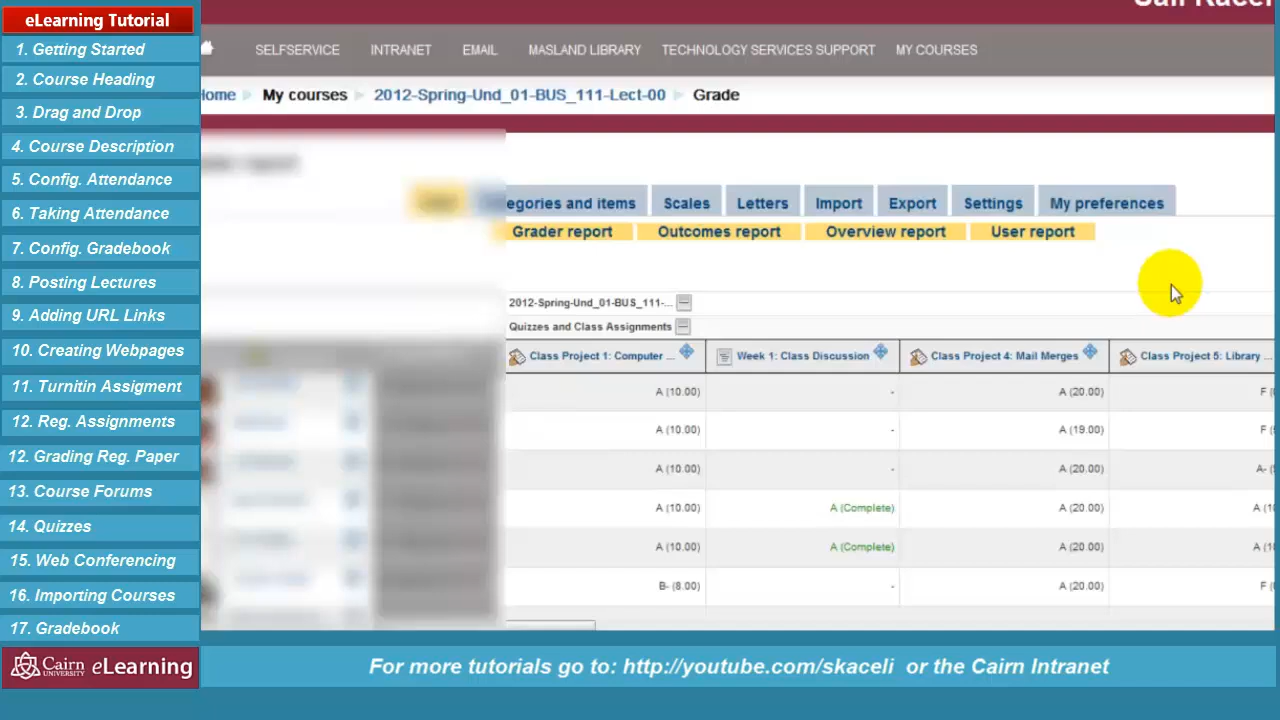 eLearning Tutorial
1. Getting Started
2. Course Heading
3. Drag and Drop
4. Course Description
5. Config. Attendance
6. Taking Attendance
7. Config. Gradebook
8. Posting Lectures
9. Adding URL Links
10. Creating Webpages
11. Turnitin Assigment
12. Reg. Assignments
12. Grading Reg. Paper
13. Course Forums
14. Quizzes
15. Web Conferencing
16. Importing Courses
17. Gradebook
Cairn UNIVERSITY eLearning
SELFSERVICE INTRANET EMAIL MASLAND LIBRARY TECHNOLOGY SERVICES SUPPORT MY COURSES
Home My courses 2012-Spring-Und_01-BUS_111-Lect-00 Grade
egories and items Scales Letters Import Export Settings My preferences
Grader report Outcomes report Overview report User report
2012-Spring-Und_01-BUS_111-...
Quizzes and Class Assignments
Class Project 1: Computer ... Week 1: Class Discussion Class Project 4: Mail Merges Class Project 5: Library ...
A (10.00) - A (20.00) F (
A (10.00) - A (19.00) F (
A (10.00) - A (20.00) A- (
A (10.00) A (Complete) A (20.00) A (1
A (10.00) A (Complete) A (20.00) A (1
B- (8.00) - A (20.00) F (
For more tutorials go to: http://youtube.com/skaceli or the Cairn Intranet